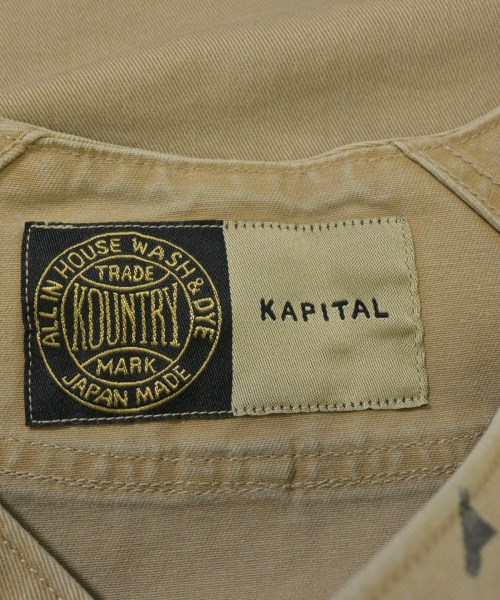 ALL IN HOUSE WASH & DYE
TRADE
KOUNTRY
MARK
JAPAN MADE
KAPITAL